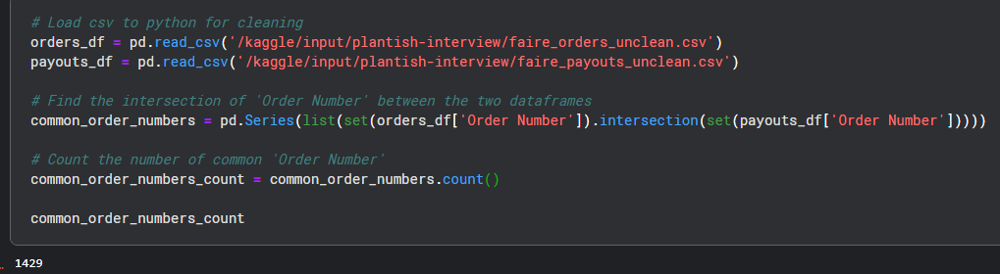 # Load csv to python for cleaning
orders_df = pd.read_csv('/kaggle/input/plantish-interview/faire_orders_unclean.csv')
payouts_df = pd.read_csv('/kaggle/input/plantish-interview/faire_payouts_unclean.csv')
# Find the intersection of 'Order Number' between the two dataframes
common_order_numbers = pd.Series(list(set(orders_df['Order Number']).intersection(set(payouts_df['Order Number']))))
# Count the number of common 'Order Number'
common_order_numbers_count = common_order_numbers.count()
common_order_numbers_count
1429